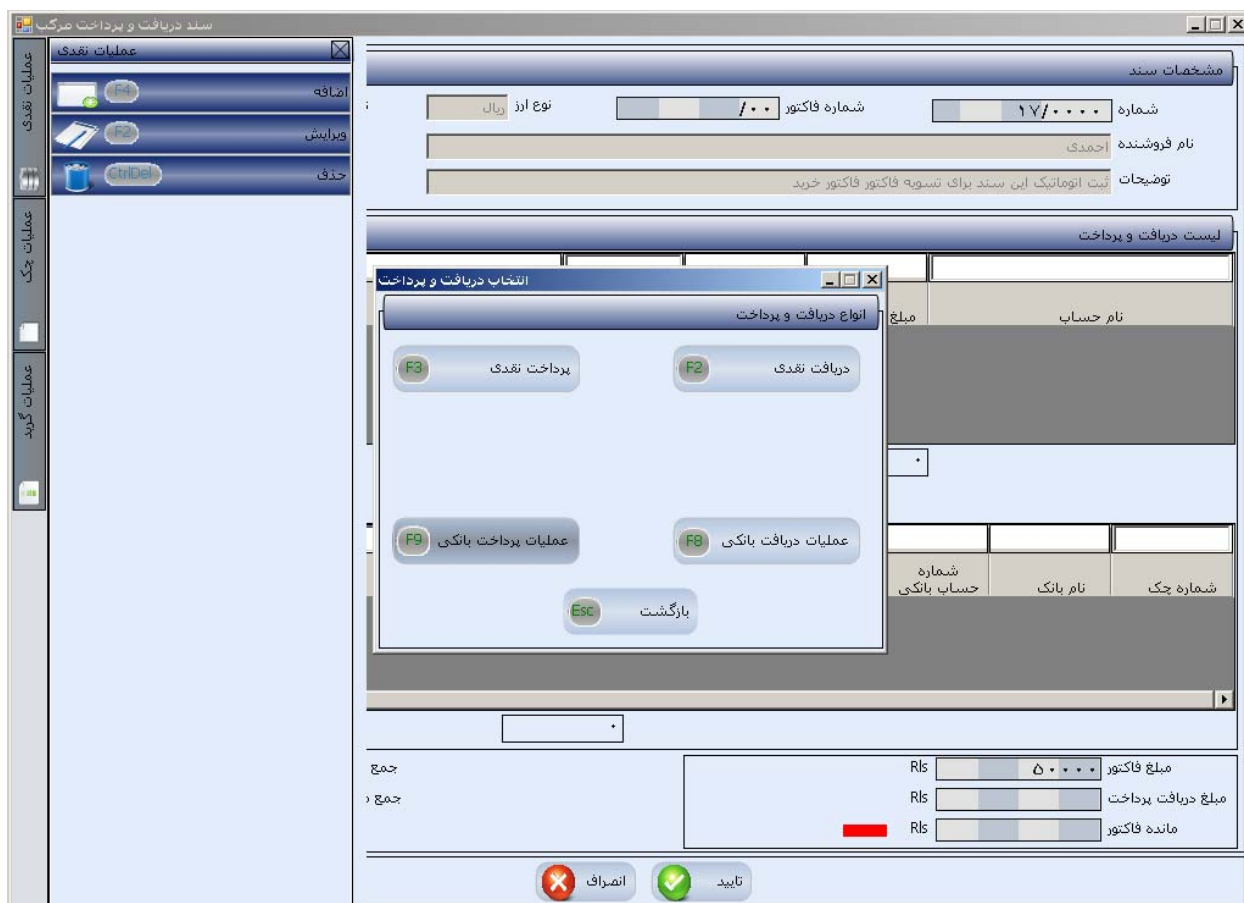 سند دریافت و پرداخت مرکب
عملیات نقدی
عملیات چک
عملیات گرید
عملیات نقدی
اضافه F4
ویرایش F2
حذف CtrlDel
مشخصات سند
شماره ۱۷/۰۰۰۰
شماره فاکتور /۰۰
نوع ارز ریال
نام فروشنده احمدی
توضیحات ثبت اتوماتیک این سند برای تسویه فاکتور فاکتور خرید
لیست دریافت و پرداخت
نام حساب
مبلغ
۰
انتخاب دریافت و پرداخت
انواع دریافت و پرداخت
دریافت نقدی F2
پرداخت نقدی F3
عملیات دریافت بانکی F8
عملیات پرداخت بانکی F9
بازگشت Esc
شماره چک
نام بانک
شماره
حساب بانکی
۰
مبلغ فاکتور ۵۰۰۰۰ Rls
جمع
مبلغ دریافت پرداخت Rls
جمع
مانده فاکتور Rls
تایید
انصراف